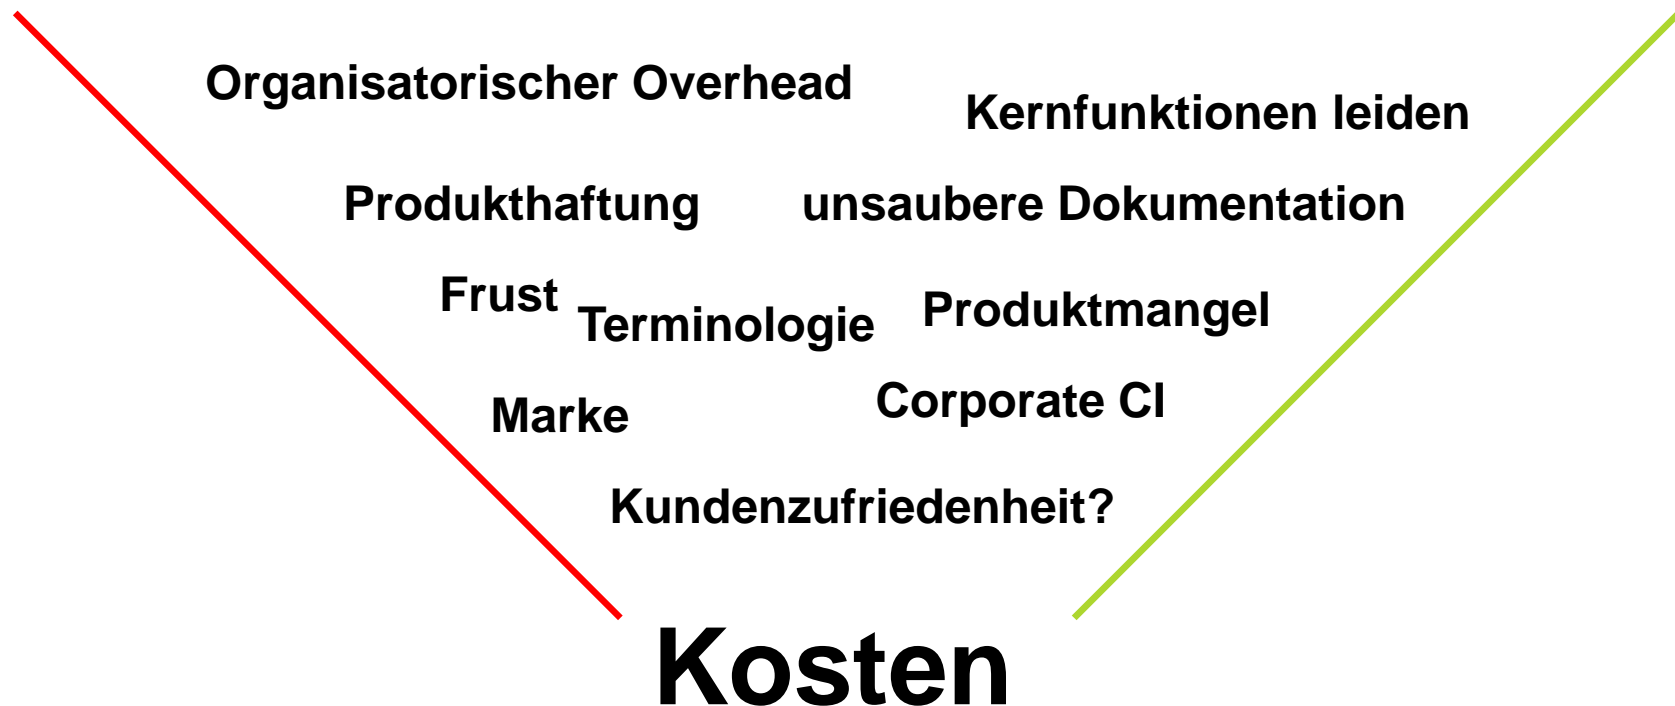 Organisatorischer Overhead
Kernfunktionen leiden
Produkthaftung
unsaubere Dokumentation
Frust
Terminologie
Produktmangel
Marke
Corporate CI
Kundenzufriedenheit?
Kosten